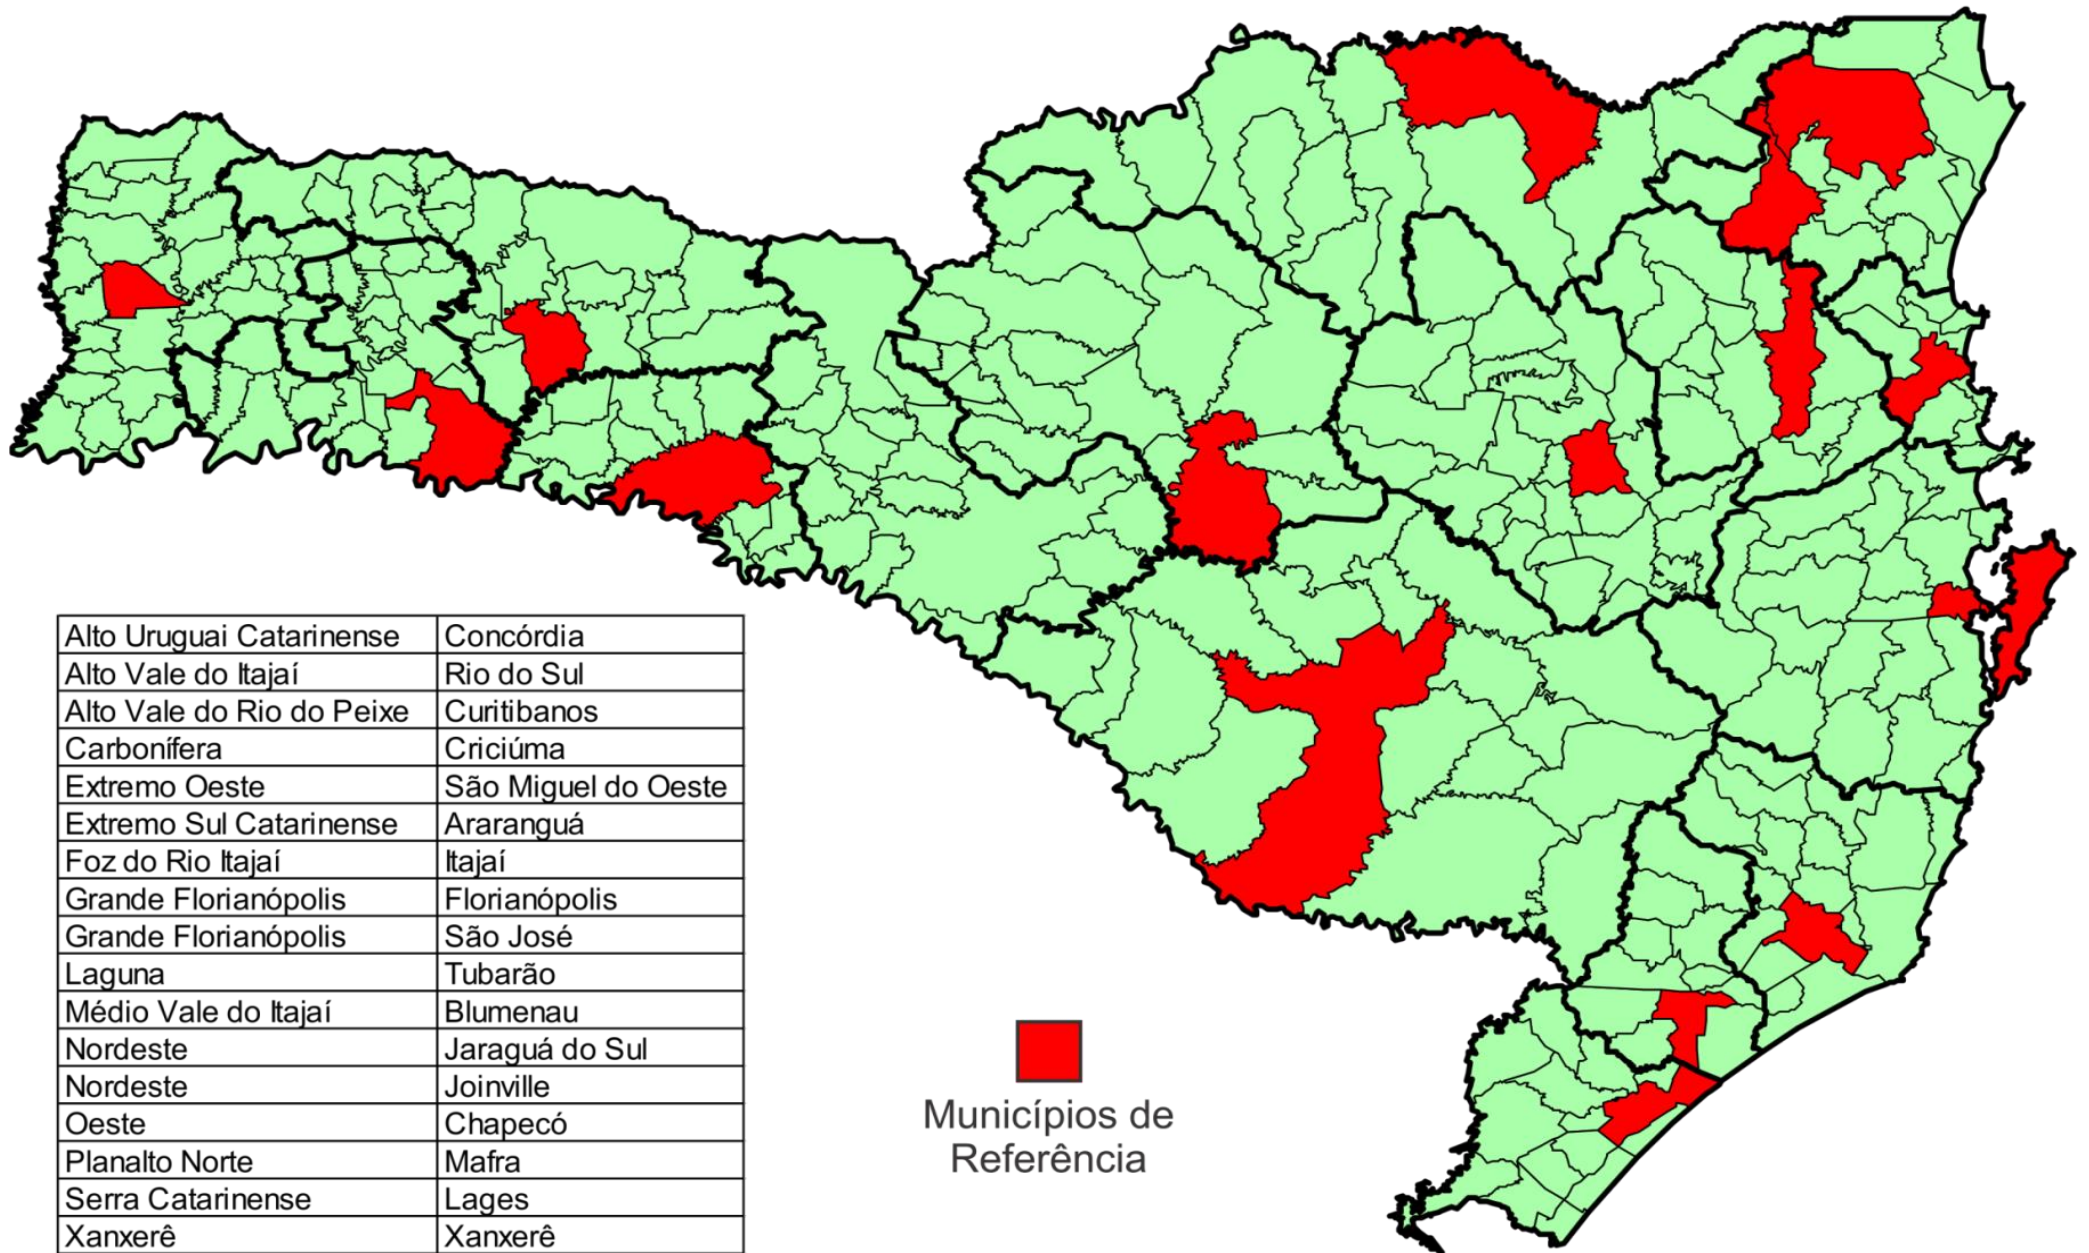 Alto Uruguai Catarinense Concórdia
Alto Vale do Itajaí Rio do Sul
Alto Vale do Rio do Peixe Curitibanos
Carbonífera Criciúma
Extremo Oeste São Miguel do Oeste
Extremo Sul Catarinense Araranguá
Foz do Rio Itajaí Itajaí
Grande Florianópolis Florianópolis
Grande Florianópolis São José
Laguna Tubarão
Médio Vale do Itajaí Blumenau
Nordeste Jaraguá do Sul
Nordeste Joinville
Oeste Chapecó
Planalto Norte Mafra
Serra Catarinense Lages
Xanxerê Xanxerê
Municípios de
Referência